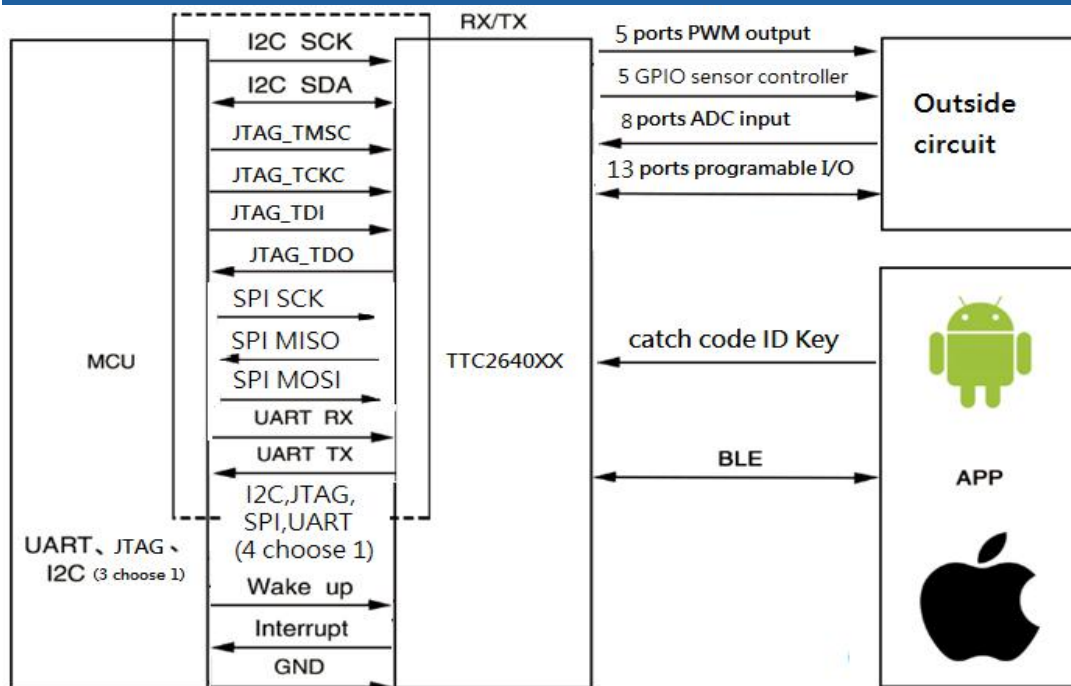 RX/TX
I2C SCK
I2C SDA
JTAG_TMSC
JTAG_TCKC
JTAG_TDI
JTAG_TDO
SPI SCK
SPI MISO
SPI MOSI
UART RX
UART TX
I2C,JTAG,
SPI,UART
(4 choose 1)
MCU
UART、JTAG、
I2C (3 choose 1)
Wake up
Interrupt
GND
TTC2640XX
5 ports PWM output
5 GPIO sensor controller
8 ports ADC input
13 ports programable I/O
Outside
circuit
catch code ID Key
BLE
APP